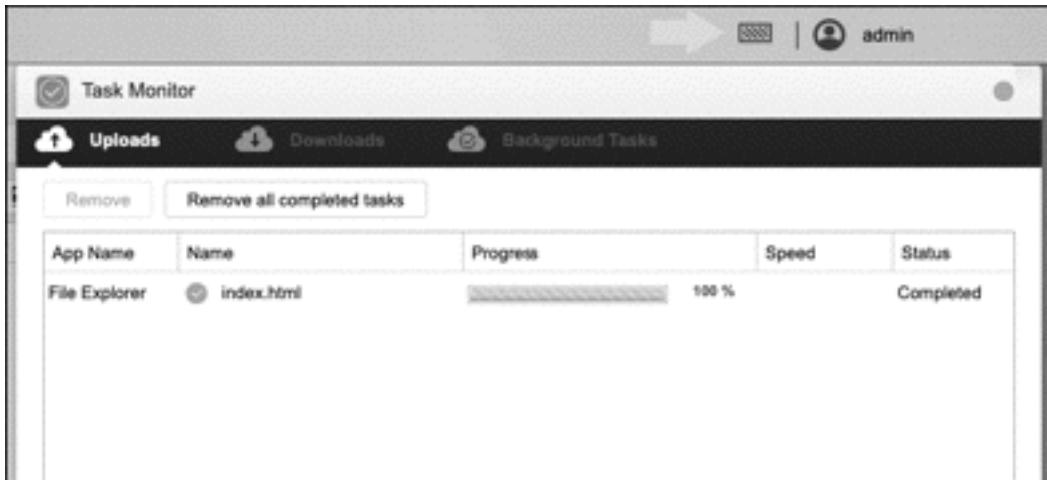 admin
Task Monitor
Uploads Downloads Background Tasks
Remove Remove all completed tasks
App Name Name Progress Speed Status
File Explorer index.html 100 % Completed